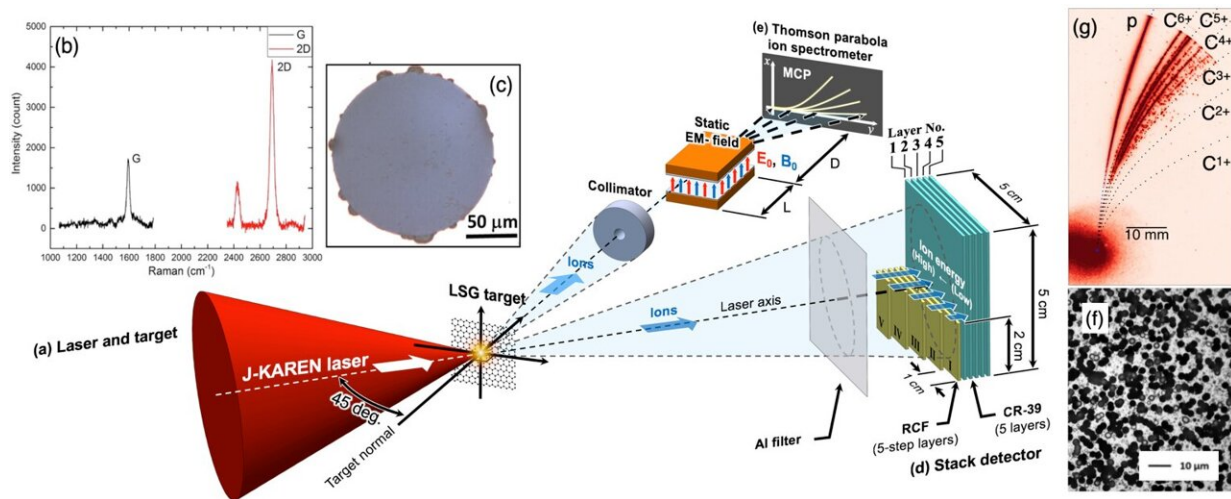 (b)
G
2D
5000
4000
3000
2000
1000
0
Intensity (count)
G
2D
1000 1200 1400 1600 1800 2000 2200 2400 2600 2800 3000
Raman (cm⁻¹)
(c)
50 μm
(e) Thomson parabola
ion spectrometer
MCP
x
y
Static
EM- field
E₀, B₀
D
L
Collimator
Ions
LSG target
(a) Laser and target
J-KAREN laser
45 deg.
Target normal
Ions
Laser axis
Al filter
Layer No.
1 2 3 4 5
5 cm
Ion energy
(High) ← (Low)
5 cm
2 cm
1 cm
V IV III II I
RCF
(5-step layers)
CR-39
(5 layers)
(d) Stack detector
(g)
p
C⁶⁺
C⁵⁺
C⁴⁺
C³⁺
C²⁺
C¹⁺
10 mm
(f)
10 μm